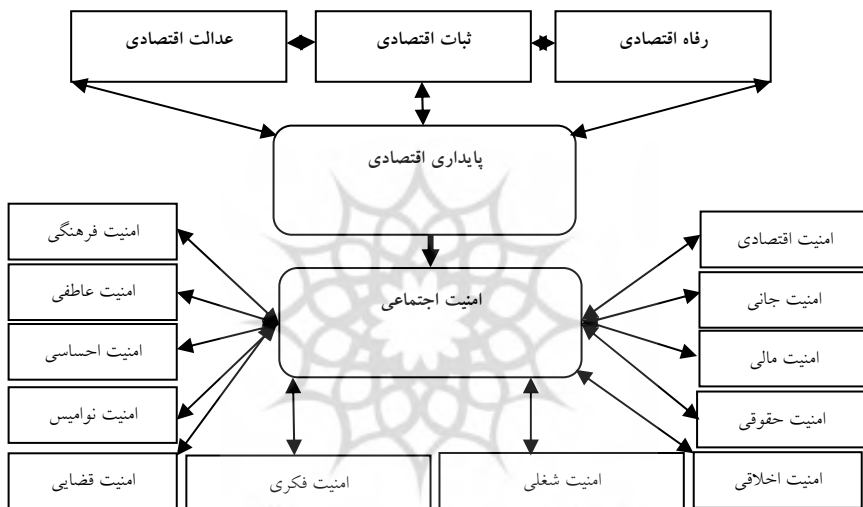 رفاه اقتصادی
ثبات اقتصادی
عدالت اقتصادی
پایداری اقتصادی
امنیت اجتماعی
امنیت اقتصادی
امنیت جانی
امنیت مالی
امنیت حقوقی
امنیت اخلاقی
امنیت شغلی
امنیت فکری
امنیت فرهنگی
امنیت عاطفی
امنیت احساسی
امنیت نوامیس
امنیت قضایی